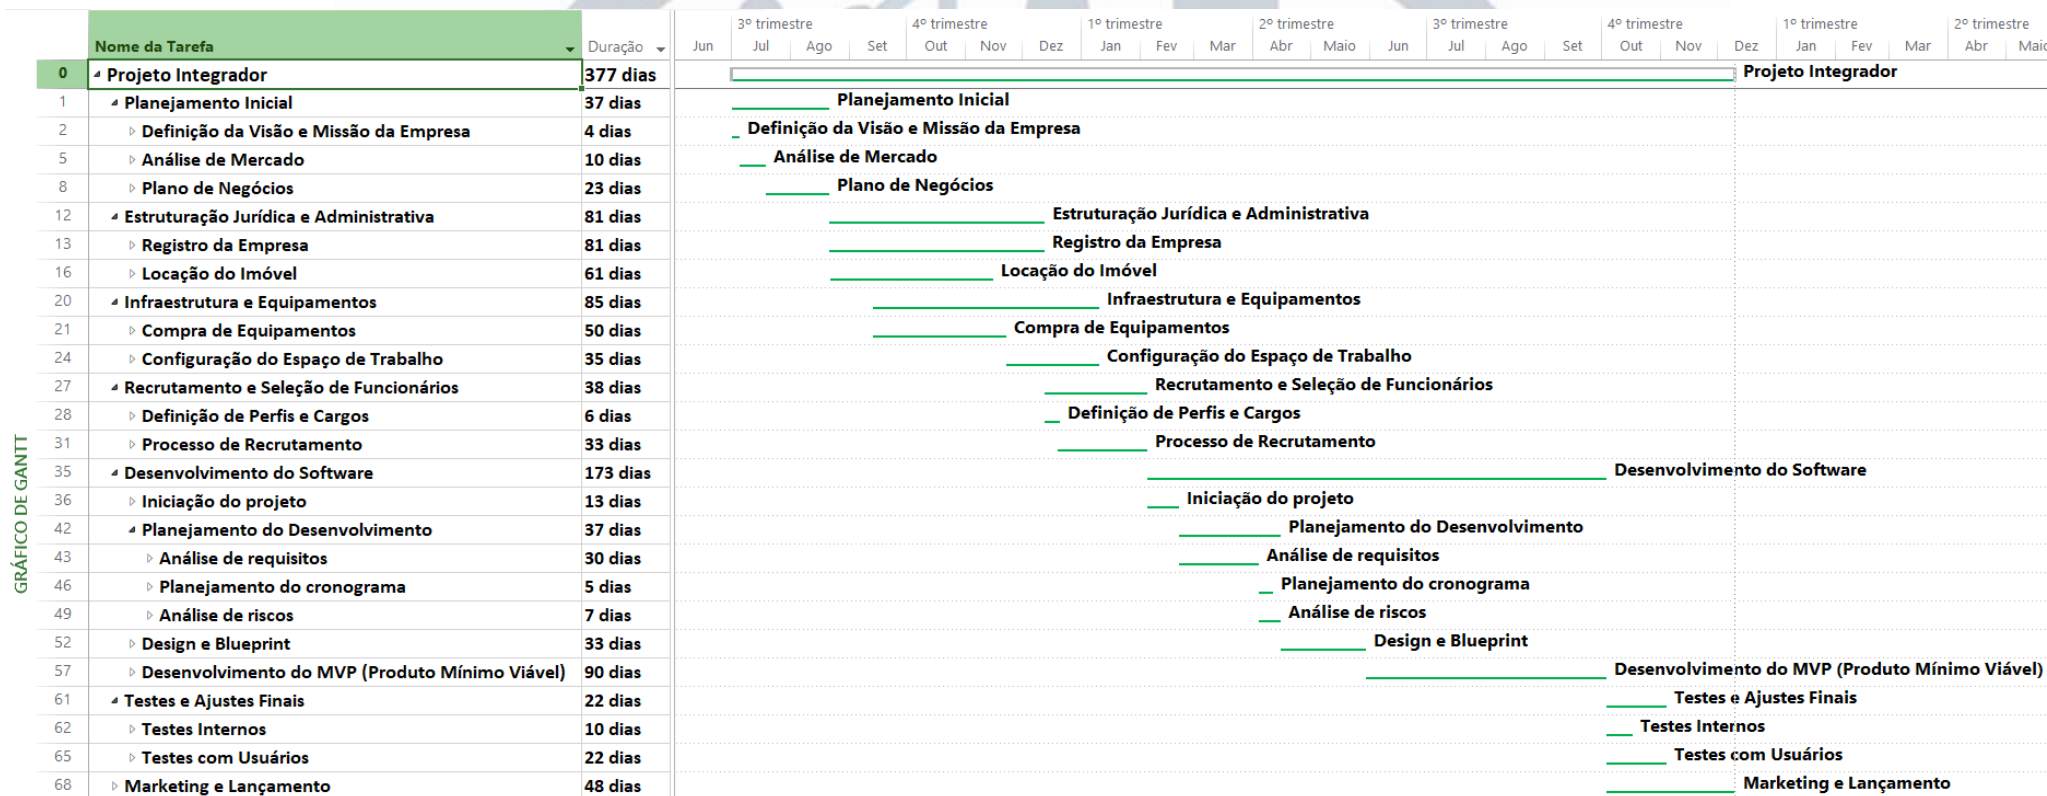 3º trimestre 4º trimestre 1º trimestre 2º trimestre 3º trimestre 4º trimestre 1º trimestre 2º trimestre
Nome da Tarefa Duração Jun Jul Ago Set Out Nov Dez Jan Fev Mar Abr Maio Jun Jul Ago Set Out Nov Dez Jan Fev Mar Abr Maio
0 Projeto Integrador 377 dias Projeto Integrador
1 Planejamento Inicial 37 dias Planejamento Inicial
2 Definição da Visão e Missão da Empresa 4 dias Definição da Visão e Missão da Empresa
5 Análise de Mercado 10 dias Análise de Mercado
8 Plano de Negócios 23 dias Plano de Negócios
12 Estruturação Jurídica e Administrativa 81 dias Estruturação Jurídica e Administrativa
13 Registro da Empresa 81 dias Registro da Empresa
16 Locação do Imóvel 61 dias Locação do Imóvel
20 Infraestrutura e Equipamentos 85 dias Infraestrutura e Equipamentos
21 Compra de Equipamentos 50 dias Compra de Equipamentos
24 Configuração do Espaço de Trabalho 35 dias Configuração do Espaço de Trabalho
27 Recrutamento e Seleção de Funcionários 38 dias Recrutamento e Seleção de Funcionários
28 Definição de Perfis e Cargos 6 dias Definição de Perfis e Cargos
31 Processo de Recrutamento 33 dias Processo de Recrutamento
35 Desenvolvimento do Software 173 dias Desenvolvimento do Software
36 Iniciação do projeto 13 dias Iniciação do projeto
42 Planejamento do Desenvolvimento 37 dias Planejamento do Desenvolvimento
43 Análise de requisitos 30 dias Análise de requisitos
46 Planejamento do cronograma 5 dias Planejamento do cronograma
49 Análise de riscos 7 dias Análise de riscos
52 Design e Blueprint 33 dias Design e Blueprint
57 Desenvolvimento do MVP (Produto Mínimo Viável) 90 dias Desenvolvimento do MVP (Produto Mínimo Viável)
61 Testes e Ajustes Finais 22 dias Testes e Ajustes Finais
62 Testes Internos 10 dias Testes Internos
65 Testes com Usuários 22 dias Testes com Usuários
68 Marketing e Lançamento 48 dias Marketing e Lançamento
GRÁFICO DE GANTT